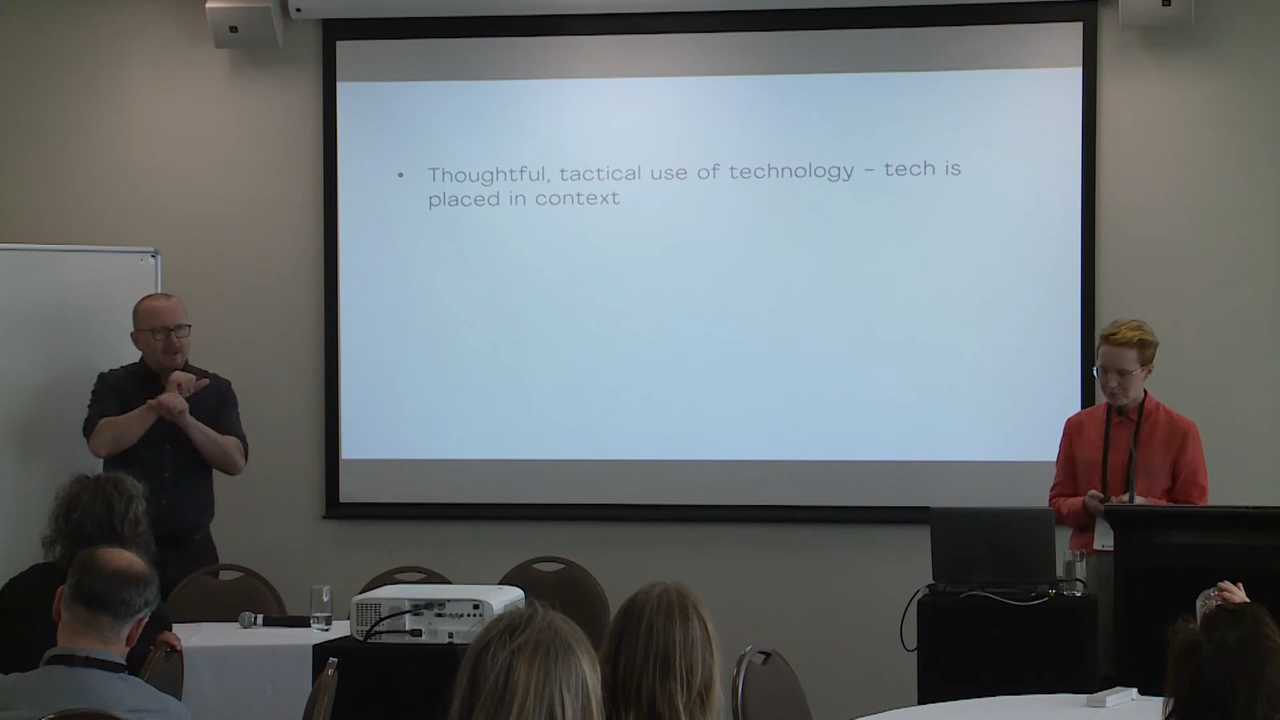 • Thoughtful, tactical use of technology – tech is
placed in context